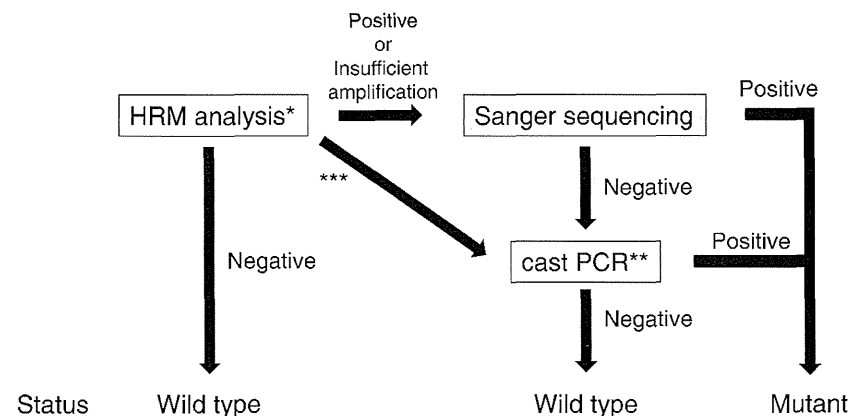 Positive
or
Insufficient
amplification
Positive
HRM analysis*
Sanger sequencing
***
Negative
Positive
Negative
cast PCR**
Negative
Status Wild type Wild type Mutant